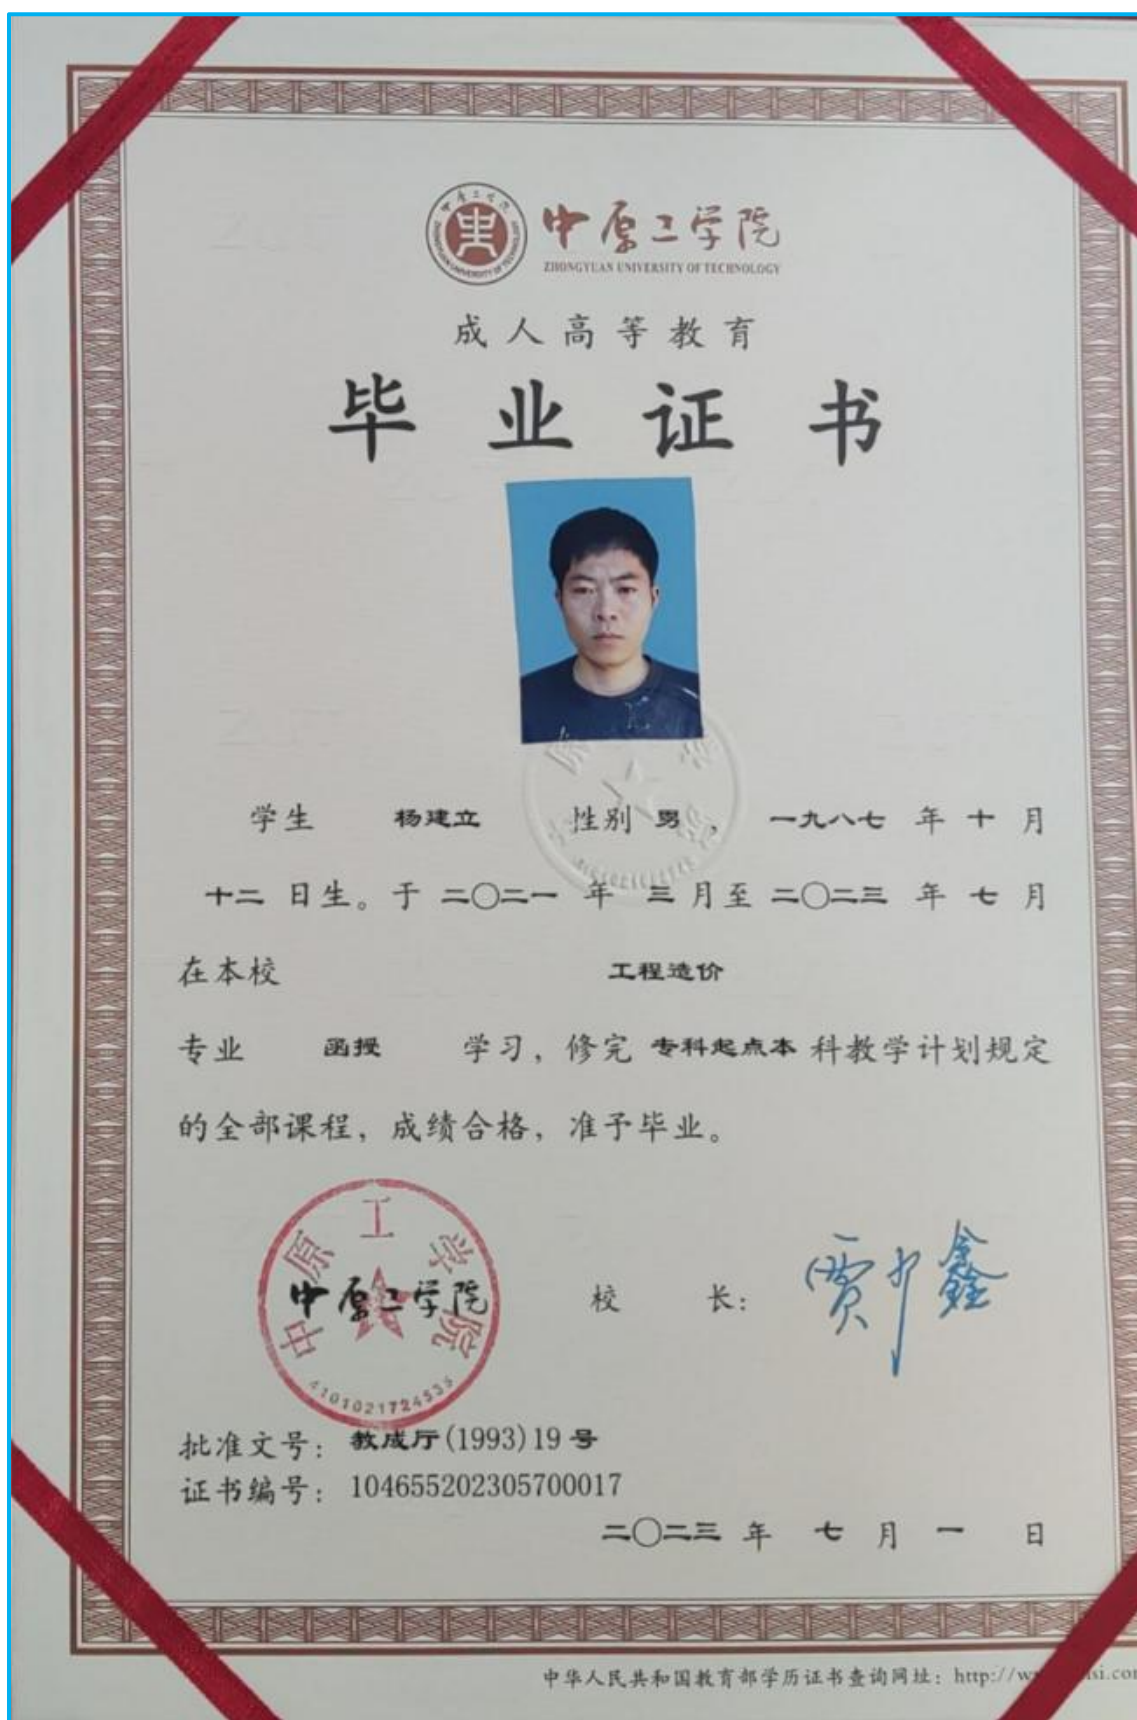 中原工学院
ZHONGYUAN UNIVERSITY OF TECHNOLOGY
成人高等教育
毕业证书
学生 杨建立 性别 男， 一九八七 年 十 月
十二 日生。于 二〇二一 年 三 月至 二〇二三 年 七 月
在本校 工程造价
专业 函授 学习，修完 专科起点本 科教学计划规定
的全部课程，成绩合格，准予毕业。
中原工学院
中原工学院 校 长：
4101021724535
批准文号：教成厅(1993)19 号
证书编号：104655202305700017
二〇二三 年 七 月 一 日
中华人民共和国教育部学历证书查询网址：http://w